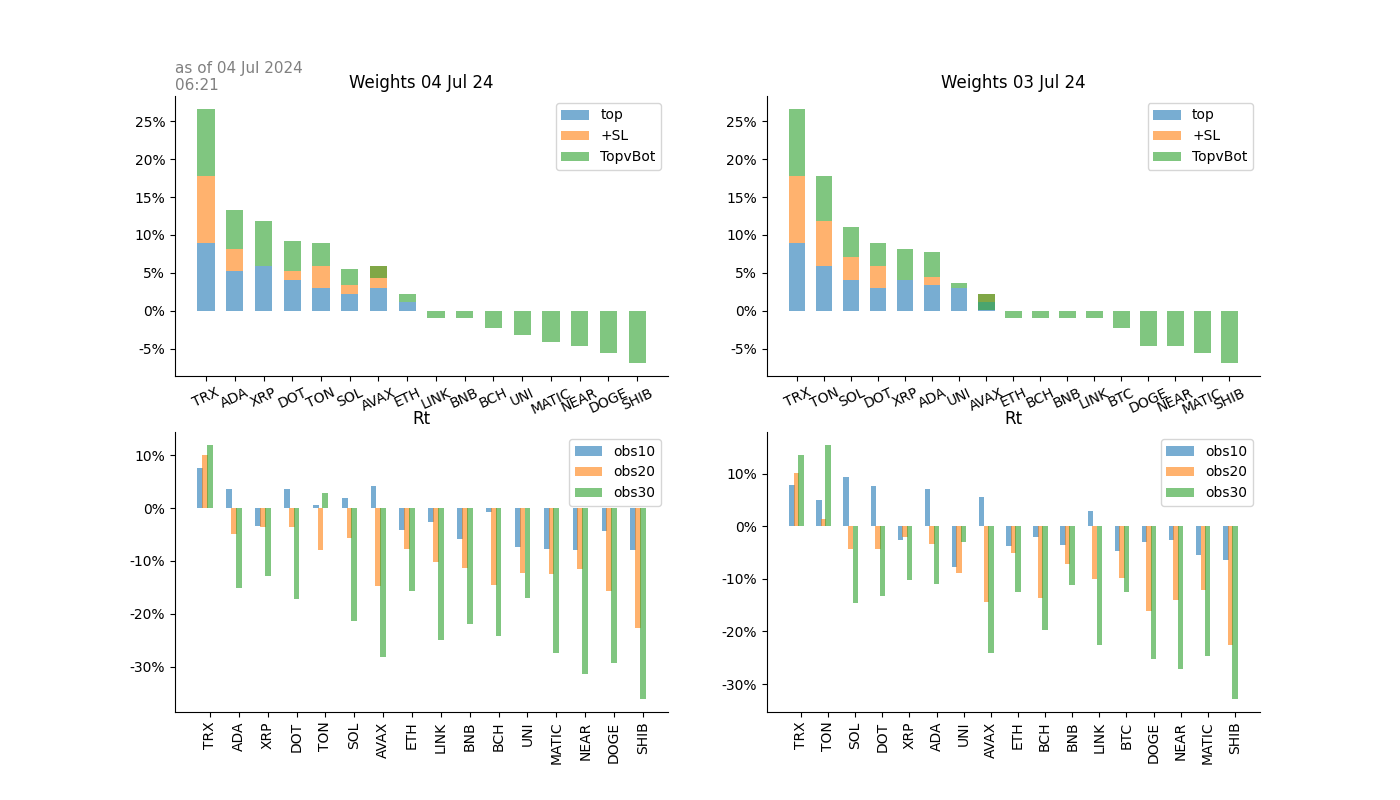 as of 04 Jul 2024
06:21
Weights 04 Jul 24
25%
20%
15%
10%
5%
0%
-5%
top
+SL
TopvBot
TRX ADA XRP DOT TON SOL AVAX ETH LINK BNB BCH UNI MATIC NEAR DOGE SHIB
Weights 03 Jul 24
25%
20%
15%
10%
5%
0%
-5%
top
+SL
TopvBot
TRX TON SOL DOT XRP ADA UNI AVAX ETH BCH BNB LINK BTC DOGE NEAR MATIC SHIB
Rt
10%
0%
-10%
-20%
-30%
obs10
obs20
obs30
TRX ADA XRP DOT TON SOL AVAX ETH LINK BNB BCH UNI MATIC NEAR DOGE SHIB
Rt
10%
0%
-10%
-20%
-30%
obs10
obs20
obs30
TRX TON SOL DOT XRP ADA UNI AVAX ETH BCH BNB LINK BTC DOGE NEAR MATIC SHIB